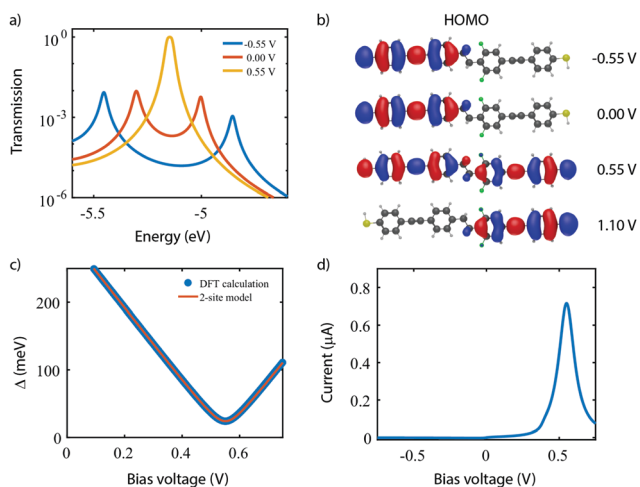 a)
Transmission
10⁰
10⁻³
10⁻⁶
-5.5
-5
Energy (eV)
-0.55 V
0.00 V
0.55 V
b)
HOMO
-0.55 V
0.00 V
0.55 V
1.10 V
c)
Δ (meV)
200
100
0
0
0.2
0.4
0.6
Bias voltage (V)
DFT calculation
2-site model
d)
Current (μA)
0.8
0.6
0.4
0.2
0
-0.5
0
0.5
Bias voltage (V)